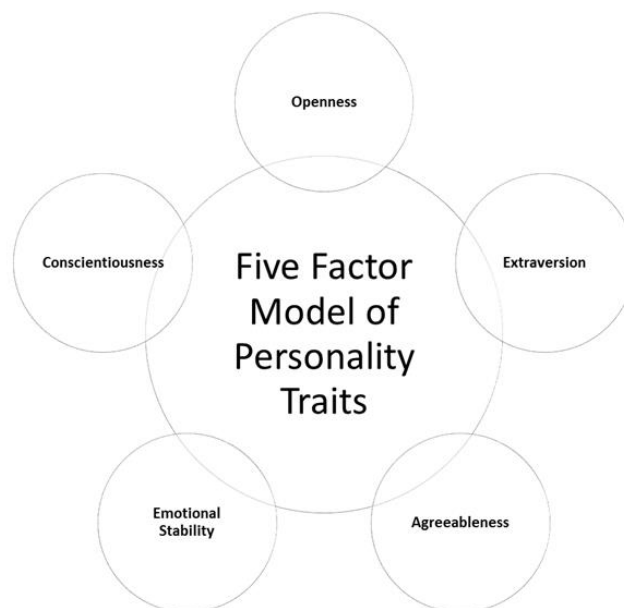 Openness
Conscientiousness
Extraversion
Five Factor
Model of
Personality
Traits
Emotional
Stability
Agreeableness